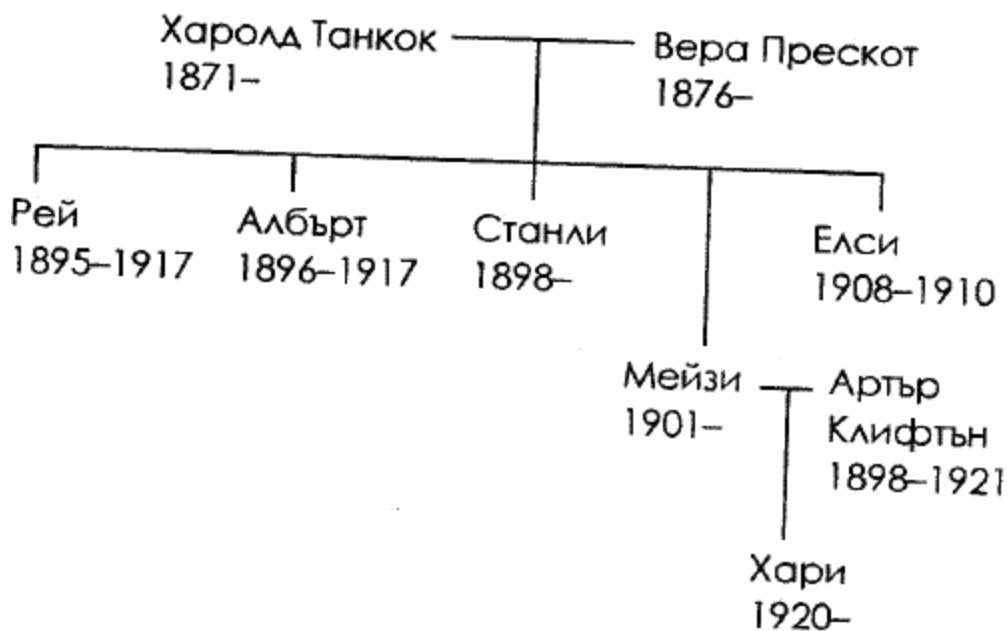 Харолд Танкок
1871–
Вера Прескот
1876–
Рей
1895–1917
Албърт
1896–1917
Станли
1898–
Елси
1908–1910
Мейзи
1901–
Артър
Клифтън
1898–1921
Хари
1920–